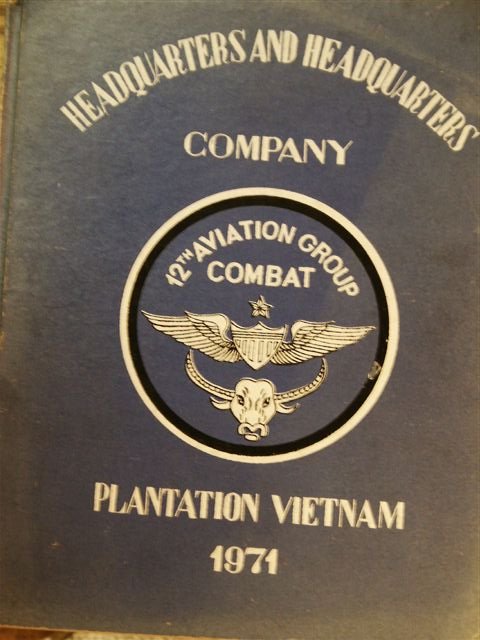 HEADQUARTERS AND HEADQUARTERS
COMPANY
12TH AVIATION GROUP
COMBAT
PLANTATION VIETNAM
1971